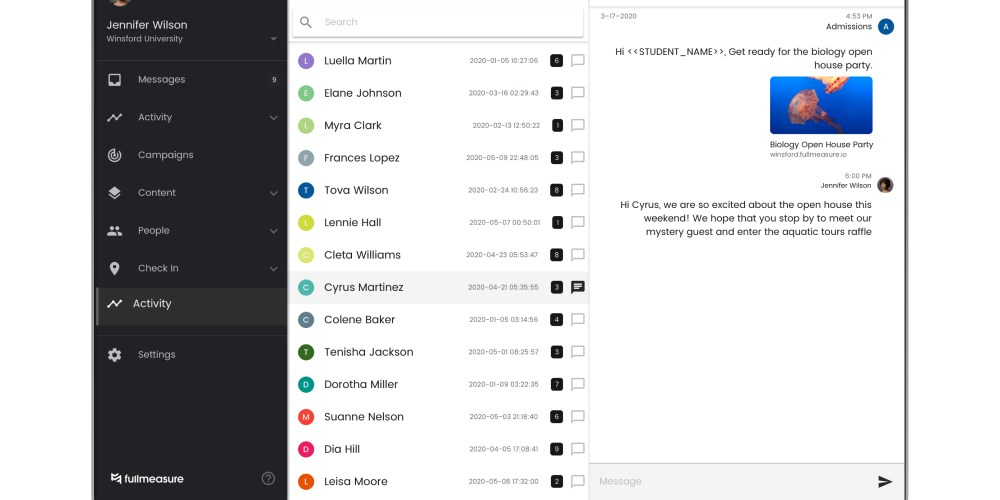 Jennifer Wilson
Winsford University
Messages 9
Activity
Campaigns
Content
People
Check In
Activity
Settings
fullmeasure
?
Search
L Luella Martin 2020-01-05 10:27:06 6
E Elane Johnson 2020-03-16 02:29:43 3
L Myra Clark 2020-02-13 12:50:22 1
F Frances Lopez 2020-05-09 22:48:05 3
T Tova Wilson 2020-02-24 10:56:23 8
L Lennie Hall 2020-05-07 00:50:01 1
C Cleta Williams 2020-04-23 05:53:47 8
C Cyrus Martinez 2020-04-21 05:35:55 3
C Colene Baker 2020-01-05 03:14:56 4
T Tenisha Jackson 2020-05-01 08:25:57 3
D Dorotha Miller 2020-01-09 03:22:35 7
M Suanne Nelson 2020-05-03 21:18:40 6
D Dia Hill 2020-04-05 17:08:41 9
L Leisa Moore 2020-05-08 17:32:00 2
3-17-2020 4:53 PM
Admissions A
Hi <<STUDENT_NAME>>, Get ready for the biology open
house party.
Biology Open House Party
winsford.fullmeasure.io
6:00 PM
Jennifer Wilson
Hi Cyrus, we are so excited about the open house this
weekend! We hope that you stop by to meet our
mystery guest and enter the aquatic tours raffle
Message